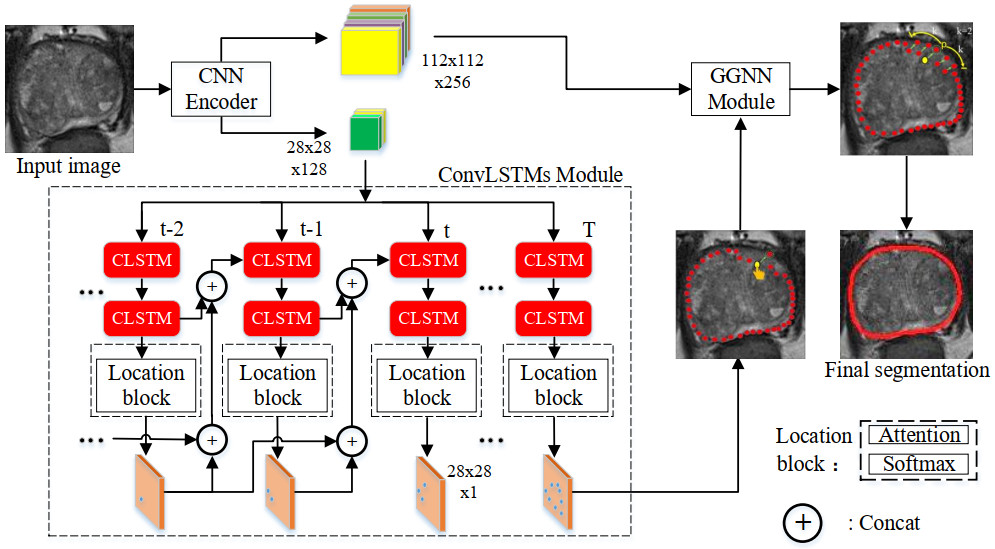 Input image
CNN
Encoder
112x112
x256
28x28
x128
GGNN
Module
k-2
p
k
ConvLSTMs Module
t-2
t-1
t
T
CLSTM
CLSTM
CLSTM
CLSTM
...
+
+
...
CLSTM
CLSTM
CLSTM
CLSTM
Location
block
Location
block
Location
block
Location
block
...
+
+
...
28x28
x1
Final segmentation
Location
block :
Attention
Softmax
+
: Concat